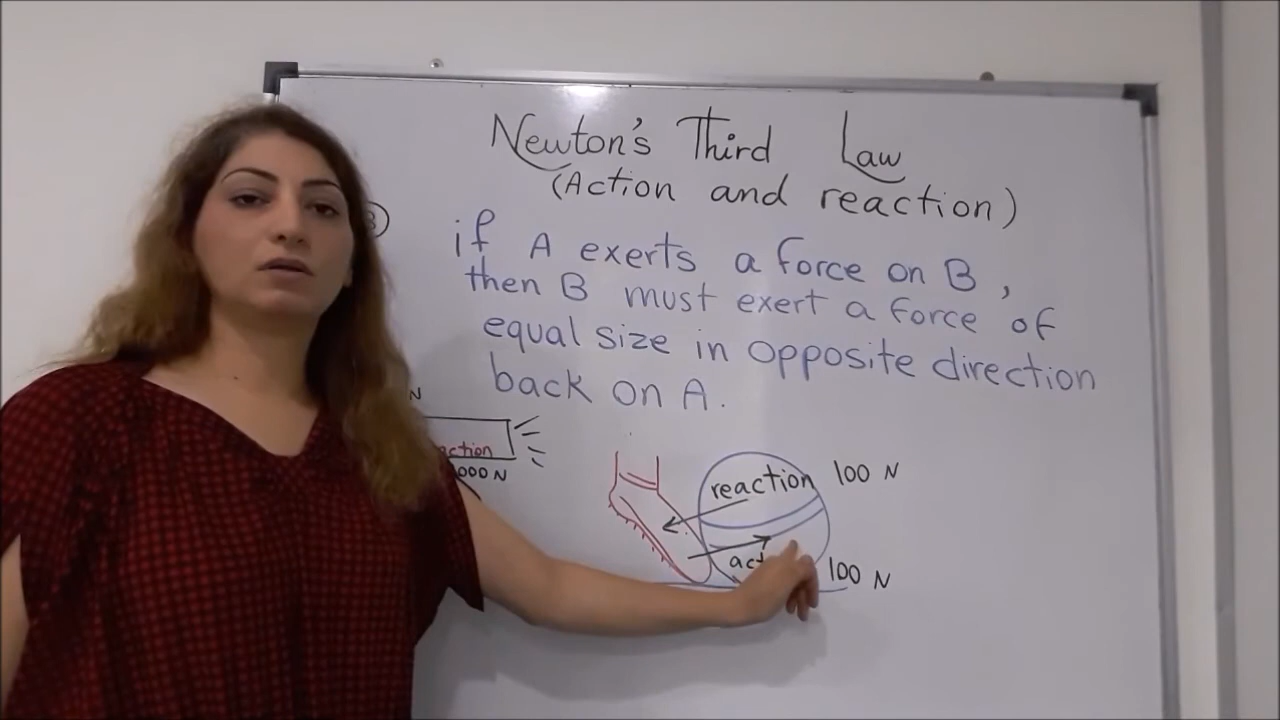 Newton's Third Law
(Action and reaction)
if A exerts a force on B,
then B must exert a force of
equal size in opposite direction
back on A.
reaction 100 N
100 N